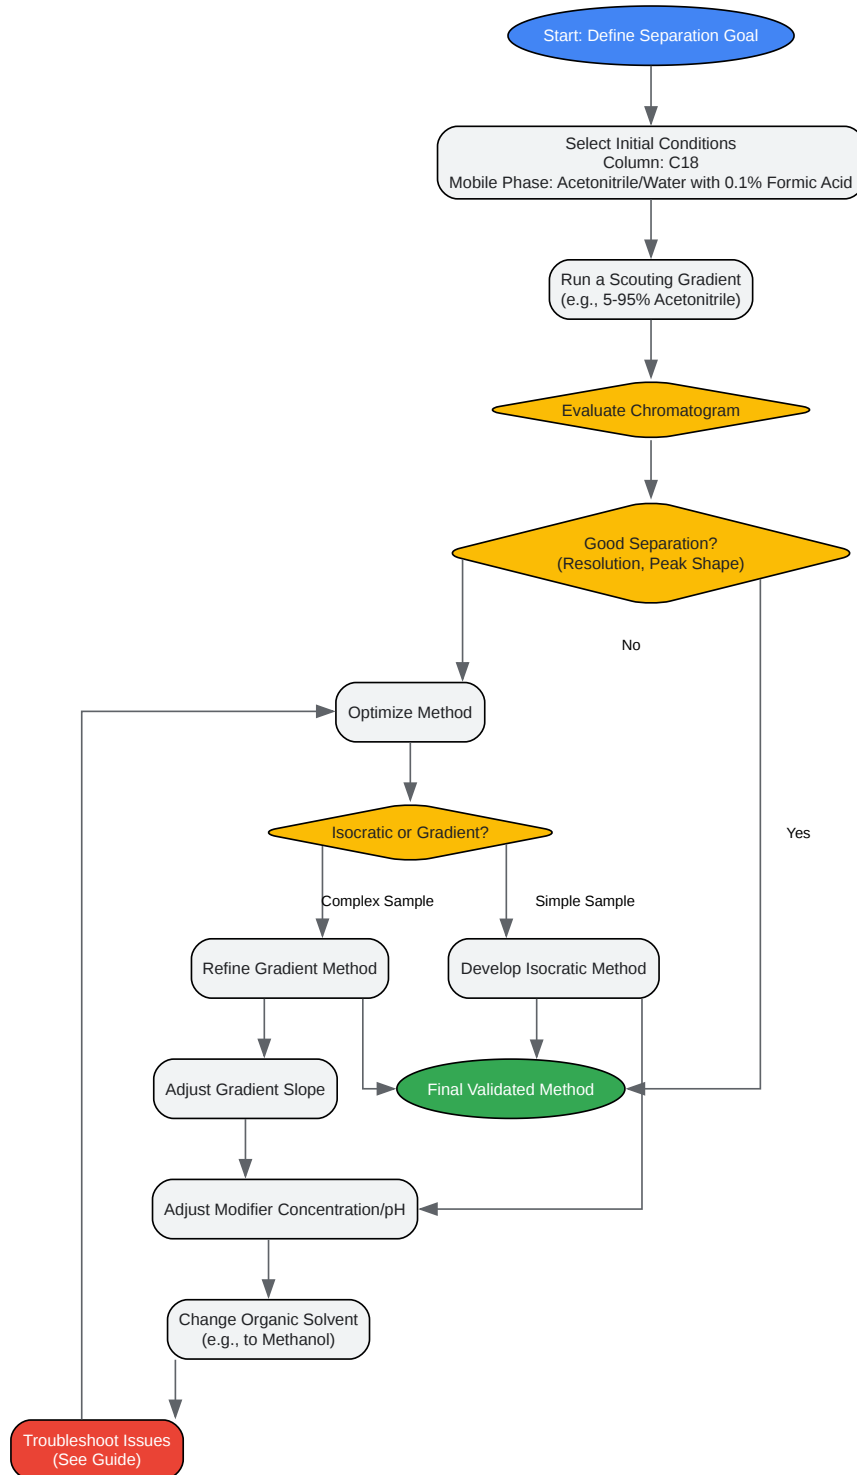 Start: Define Separation Goal
Select Initial Conditions
Column: C18
Mobile Phase: Acetonitrile/Water with 0.1% Formic Acid
Run a Scouting Gradient
(e.g., 5-95% Acetonitrile)
Evaluate Chromatogram
Good Separation?
(Resolution, Peak Shape)
No
Optimize Method
Isocratic or Gradient?
Yes
Complex Sample
Simple Sample
Refine Gradient Method
Develop Isocratic Method
Adjust Gradient Slope
Final Validated Method
Adjust Modifier Concentration/pH
Change Organic Solvent
(e.g., to Methanol)
Troubleshoot Issues
(See Guide)